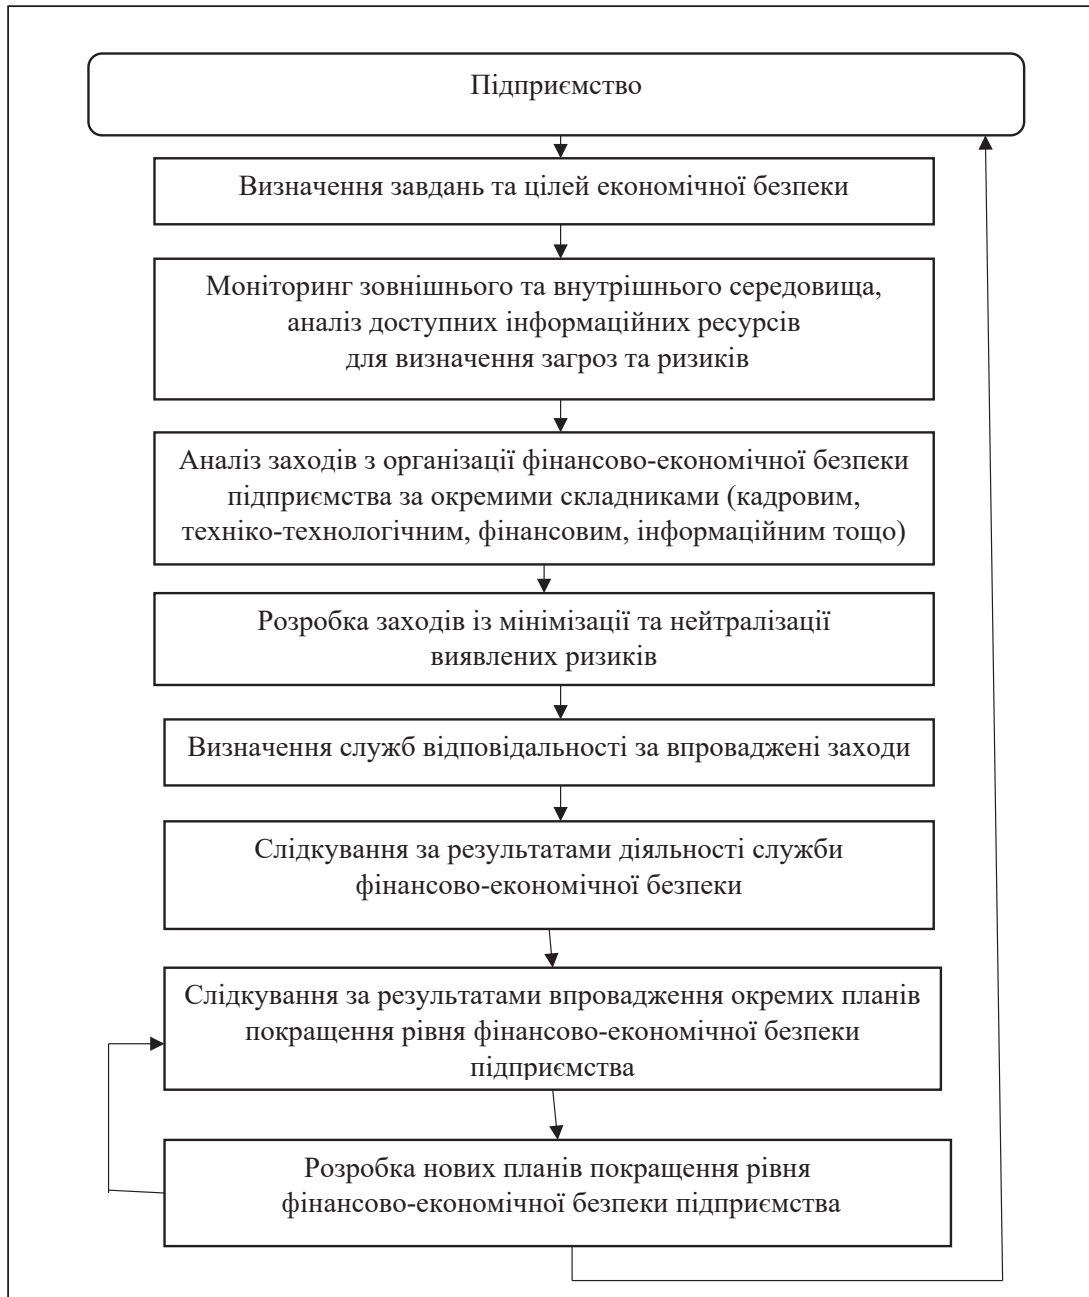 Підприємство
Визначення завдань та цілей економічної безпеки
Моніторинг зовнішнього та внутрішнього середовища,
аналіз доступних інформаційних ресурсів
для визначення загроз та ризиків
Аналіз заходів з організації фінансово-економічної безпеки
підприємства за окремими складниками (кадровим,
техніко-технологічним, фінансовим, інформаційним тощо)
Розробка заходів із мінімізації та нейтралізації
виявлених ризиків
Визначення служб відповідальності за впроваджені заходи
Слідкування за результатами діяльності служби
фінансово-економічної безпеки
Слідкування за результатами впровадження окремих планів
покращення рівня фінансово-економічної безпеки
підприємства
Розробка нових планів покращення рівня
фінансово-економічної безпеки підприємства